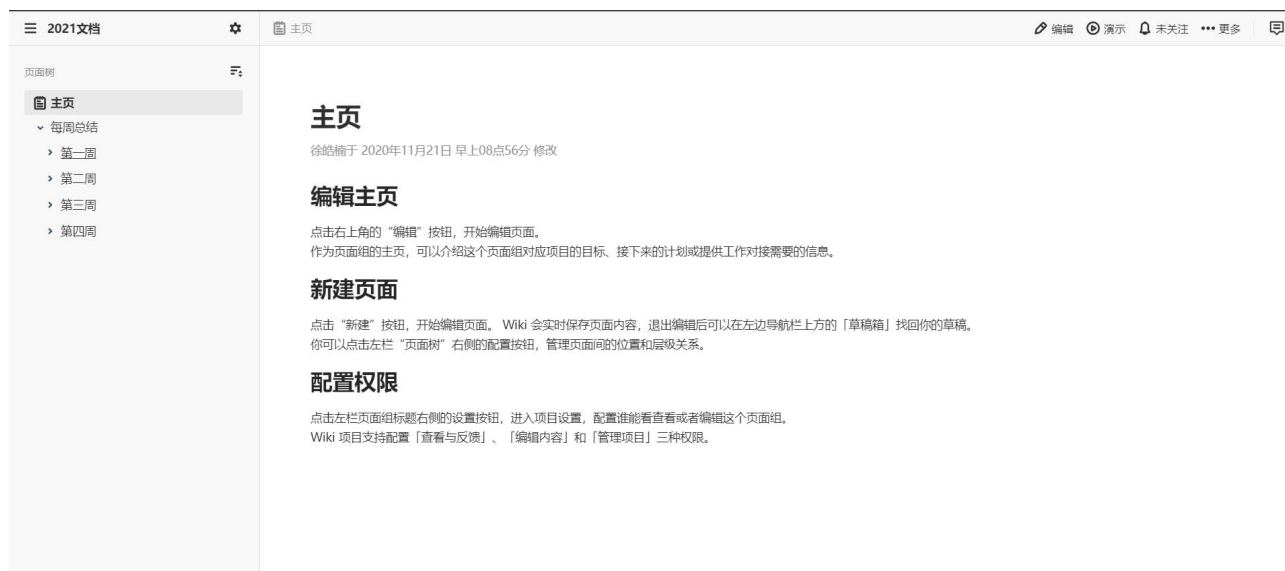 2021文档
主页
编辑 演示 未关注 更多
页面树
主页
每周总结
第一周
第二周
第三周
第四周
主页
徐皓楠于 2020年11月21日 早上08点56分 修改
编辑主页
点击右上角的“编辑”按钮，开始编辑页面。
作为页面组的主页，可以介绍这个页面组对应项目的目标、接下来的计划或提供工作对接需要的信息。
新建页面
点击“新建”按钮，开始编辑页面。 Wiki 会实时保存页面内容，退出编辑后可以在左边导航栏上方的「草稿箱」找回你的草稿。
你可以点击左栏“页面树”右侧的配置按钮，管理页面间的位置和层级关系。
配置权限
点击左栏页面组标题右侧的设置按钮，进入项目设置，配置谁能看查看或者编辑这个页面组。
Wiki 项目支持配置「查看与反馈」、「编辑内容」和「管理项目」三种权限。